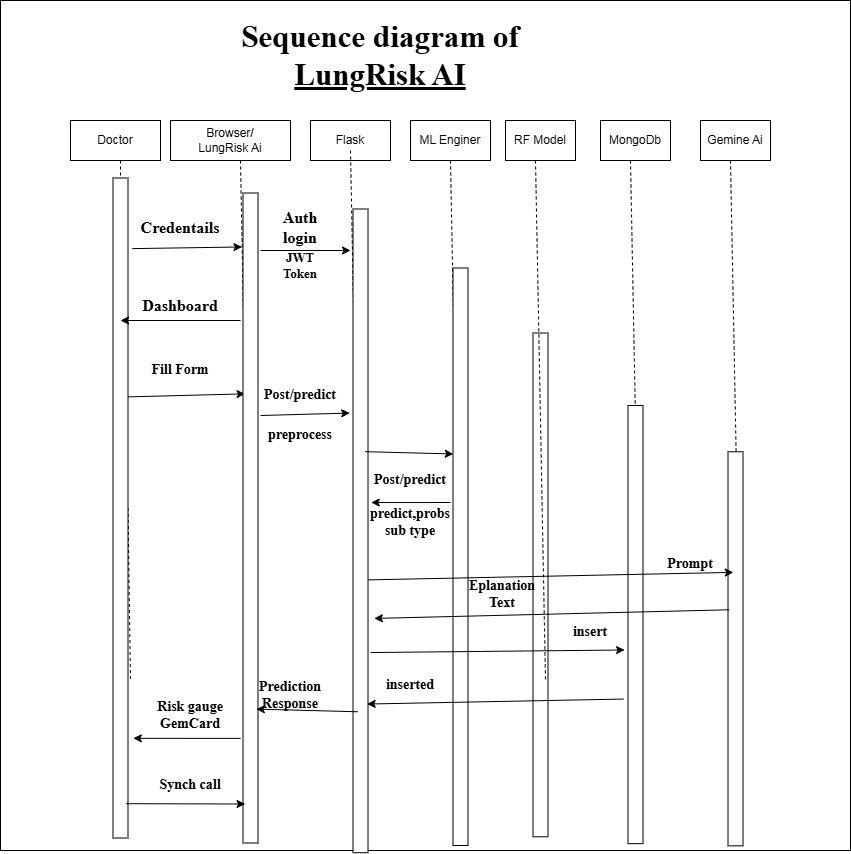 Sequence diagram of
LungRisk AI
Doctor
Browser/
LungRisk Ai
Flask
ML Enginer
RF Model
MongoDb
Gemine Ai
Credentails
Auth
login
JWT
Token
Dashboard
Fill Form
Post/predict
preprocess
Post/predict
predict,probs
sub type
Prompt
Eplanation
Text
insert
inserted
Prediction
Response
Risk gauge
GemCard
Synch call